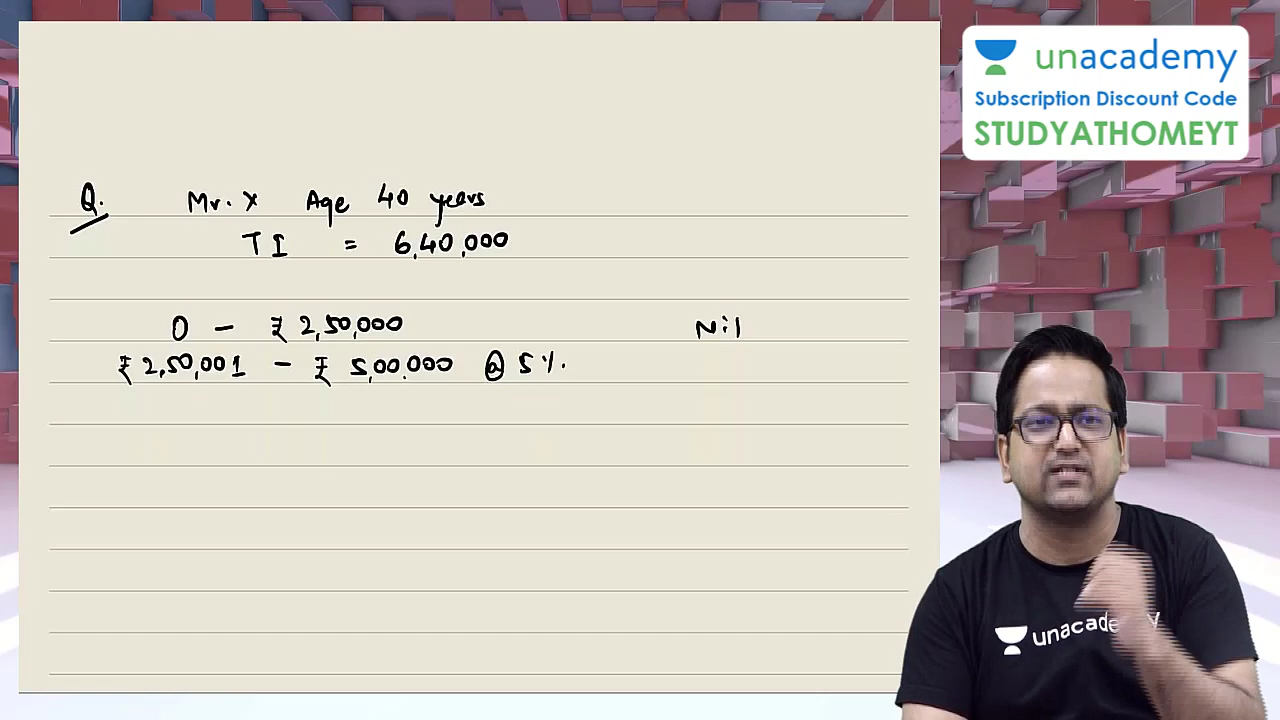 unacademy
Subscription Discount Code
STUDYATHOMEYT
Q. Mr. X Age 40 years
TI = 6,40,000
0 – ₹ 2,50,000 Nil
₹ 2,50,001 – ₹ 5,00,000 @ 5%.
unacademy